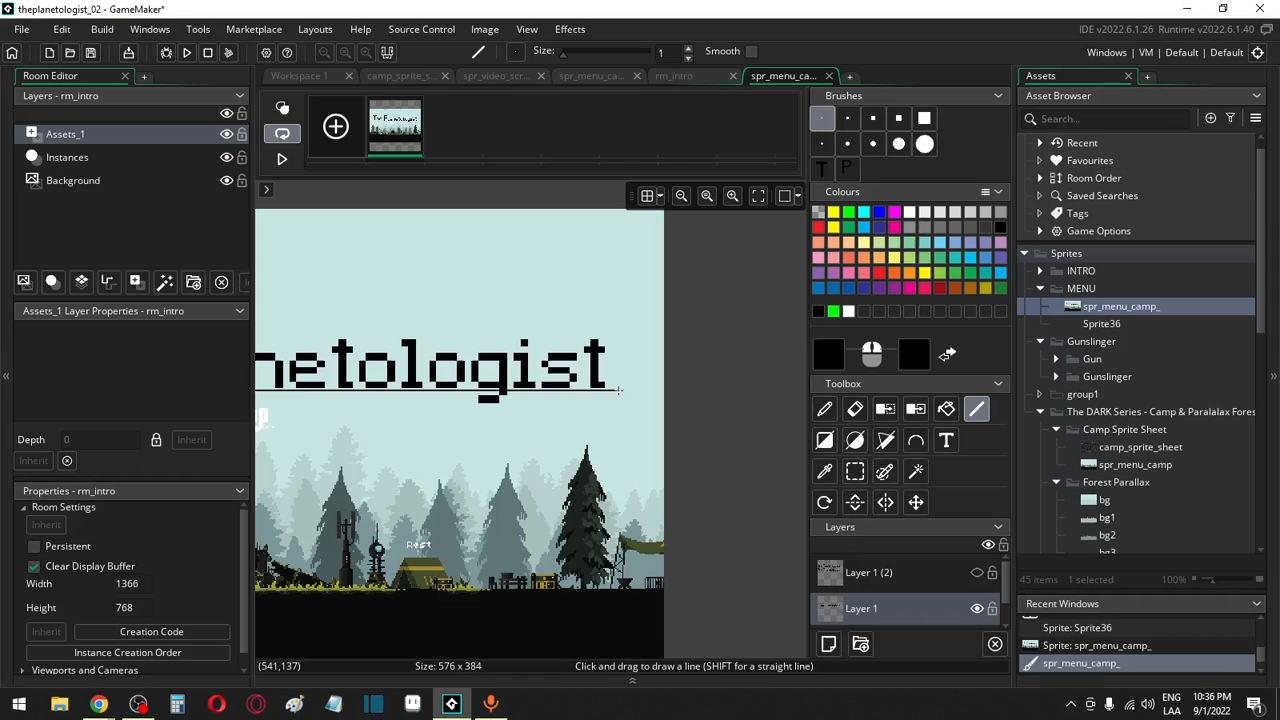 theplanetologist_02 - GameMaker*
File Edit Build Windows Tools Marketplace Layouts Help Source Control Image View Effects
IDE v2022.6.1.26 Runtime v2022.6.1.40
Size: 1 Smooth
Windows | VM | Default | Default
Room Editor
Workspace 1
camp_sprite_s...
spr_video_scr...
spr_menu_ca...
rm_intro
spr_menu_ca...
Assets
Layers - rm_intro
Brushes
Asset Browser
Search...
Assets_1
Instances
Background
T P
Recent
Favourites
Room Order
Saved Searches
Tags
Game Options
Colours
Sprites
INTRO
MENU
spr_menu_camp_
Sprite36
Gunslinger
Gun
Gunslinger
group1
The DARK Series - Camp & Paralalax Fores
Camp Sprite Sheet
camp_sprite_sheet
spr_menu_camp
Forest Parallax
bg
bg1
bg2
bg3
Assets_1 Layer Properties - rm_intro
netologist
Rest
Toolbox
T
Depth 0 Inherit
Inherit
Properties - rm_intro
Room Settings
Inherit
Persistent
Clear Display Buffer
Width 1366
Height 768
Inherit Creation Code
Instance Creation Order
Viewports and Cameras
Layers
Layer 1 (2)
Layer 1
45 items 1 selected 100%
Recent Windows
Sprite: Sprite36
Sprite: spr_menu_camp_
spr_menu_camp_
(541,137) Size: 576 x 384 Click and drag to draw a line (SHIFT for a straight line)
ENG
LAA
10:36 PM
9/1/2022
1